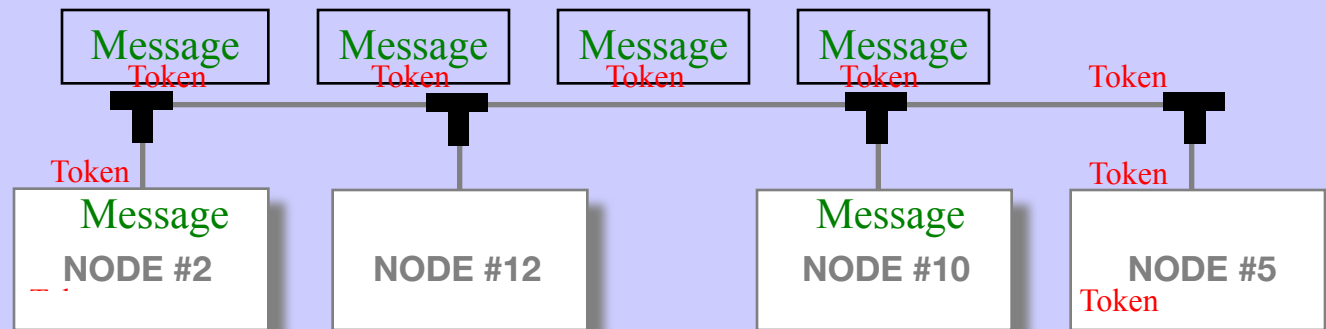 Message Message Message Message
Token Token Token Token Token
Token Token
Message Message
NODE #2 NODE #12 NODE #10 NODE #5
Token